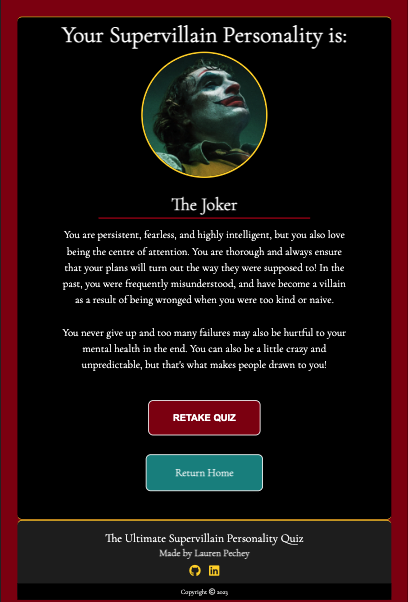 Your Supervillain Personality is:
The Joker
You are persistent, fearless, and highly intelligent, but you also love
being the centre of attention. You are thorough and always ensure
that your plans will turn out the way they were supposed to! In the
past, you were frequently misunderstood, and have become a villain
as a result of being wronged when you were too kind or naive.
You never give up and too many failures may also be hurtful to your
mental health in the end. You can also be a little crazy and
unpredictable, but that's what makes people drawn to you!
RETAKE QUIZ
Return Home
The Ultimate Supervillain Personality Quiz
Made by Lauren Pechey
Copyright © 2023